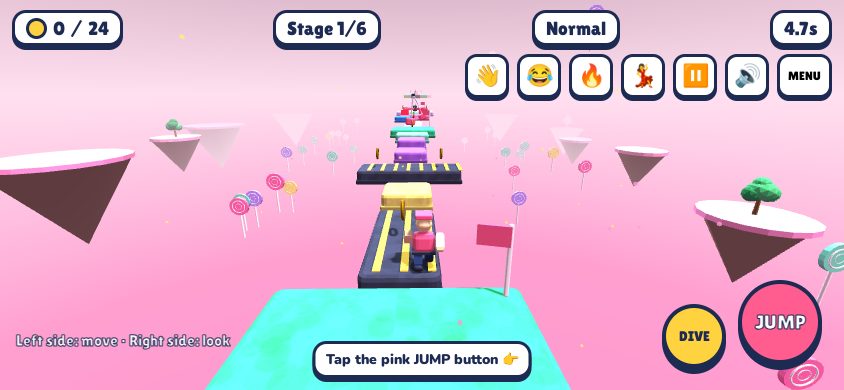 0 / 24
Stage 1/6
Normal
4.7s
MENU
Left side: move · Right side: look
Tap the pink JUMP button 👉
DIVE
JUMP